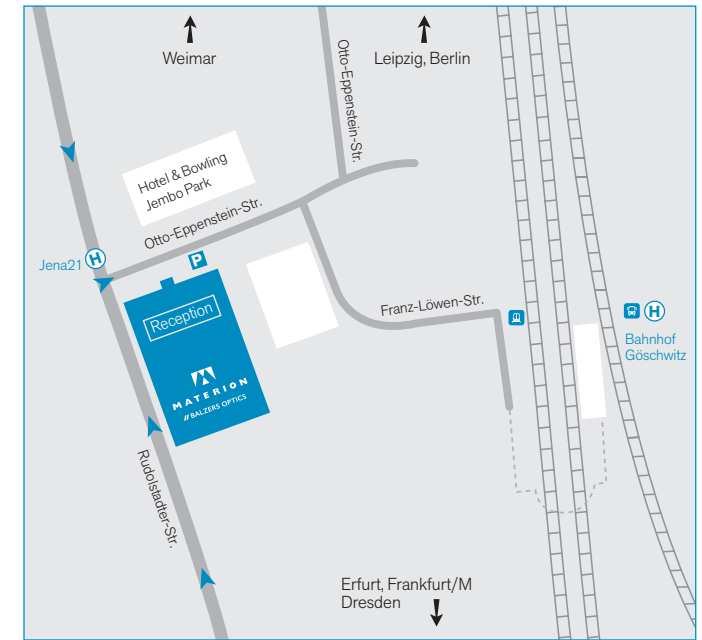 Weimar
Leipzig, Berlin
Otto-Eppenstein-Str.
Hotel & Bowling
Jembo Park
Otto-Eppenstein-Str.
Jena21
H
P
Reception
Franz-Löwen-Str.
H
Bahnhof
Göschwitz
MATERION
// BALZERS OPTICS
Rudolstadter-Str.
Erfurt, Frankfurt/M
Dresden